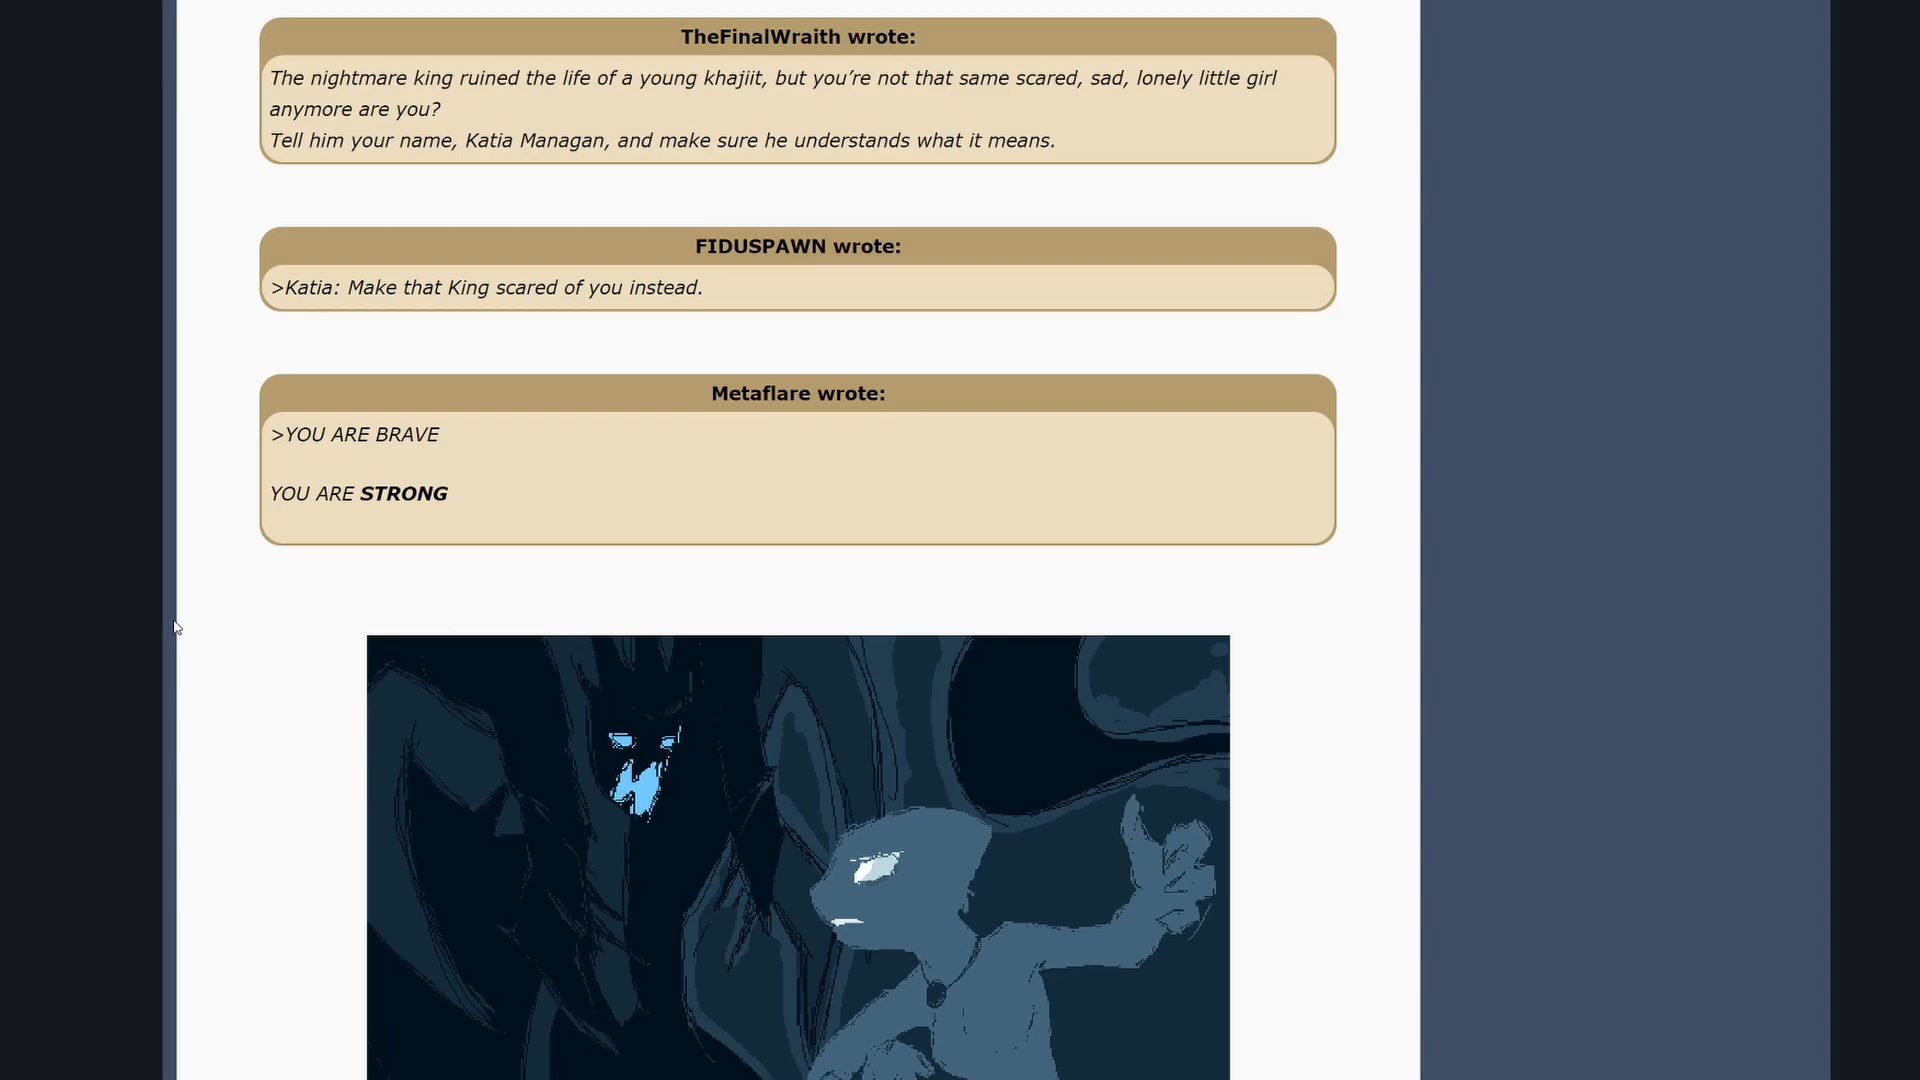 TheFinalWraith wrote:
The nightmare king ruined the life of a young khajiit, but you’re not that same scared, sad, lonely little girl
anymore are you?
Tell him your name, Katia Managan, and make sure he understands what it means.
FIDUSPAWN wrote:
>Katia: Make that King scared of you instead.
Metaflare wrote:
>YOU ARE BRAVE
YOU ARE STRONG